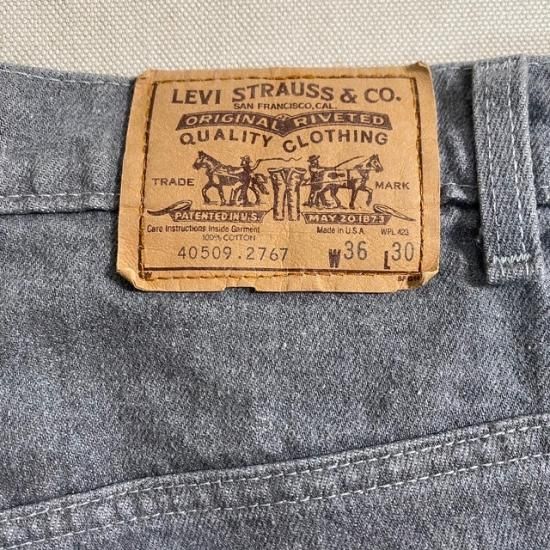 LEVI STRAUSS & CO.
SAN FRANCISCO, CAL.
ORIGINAL RIVETED
QUALITY CLOTHING
TRADE MARK
PATENTED IN U.S. MAY 20 1873
Care Instructions Inside Garment Made in U.S.A. WPL 423
100% COTTON
40509.2767 W36 L30